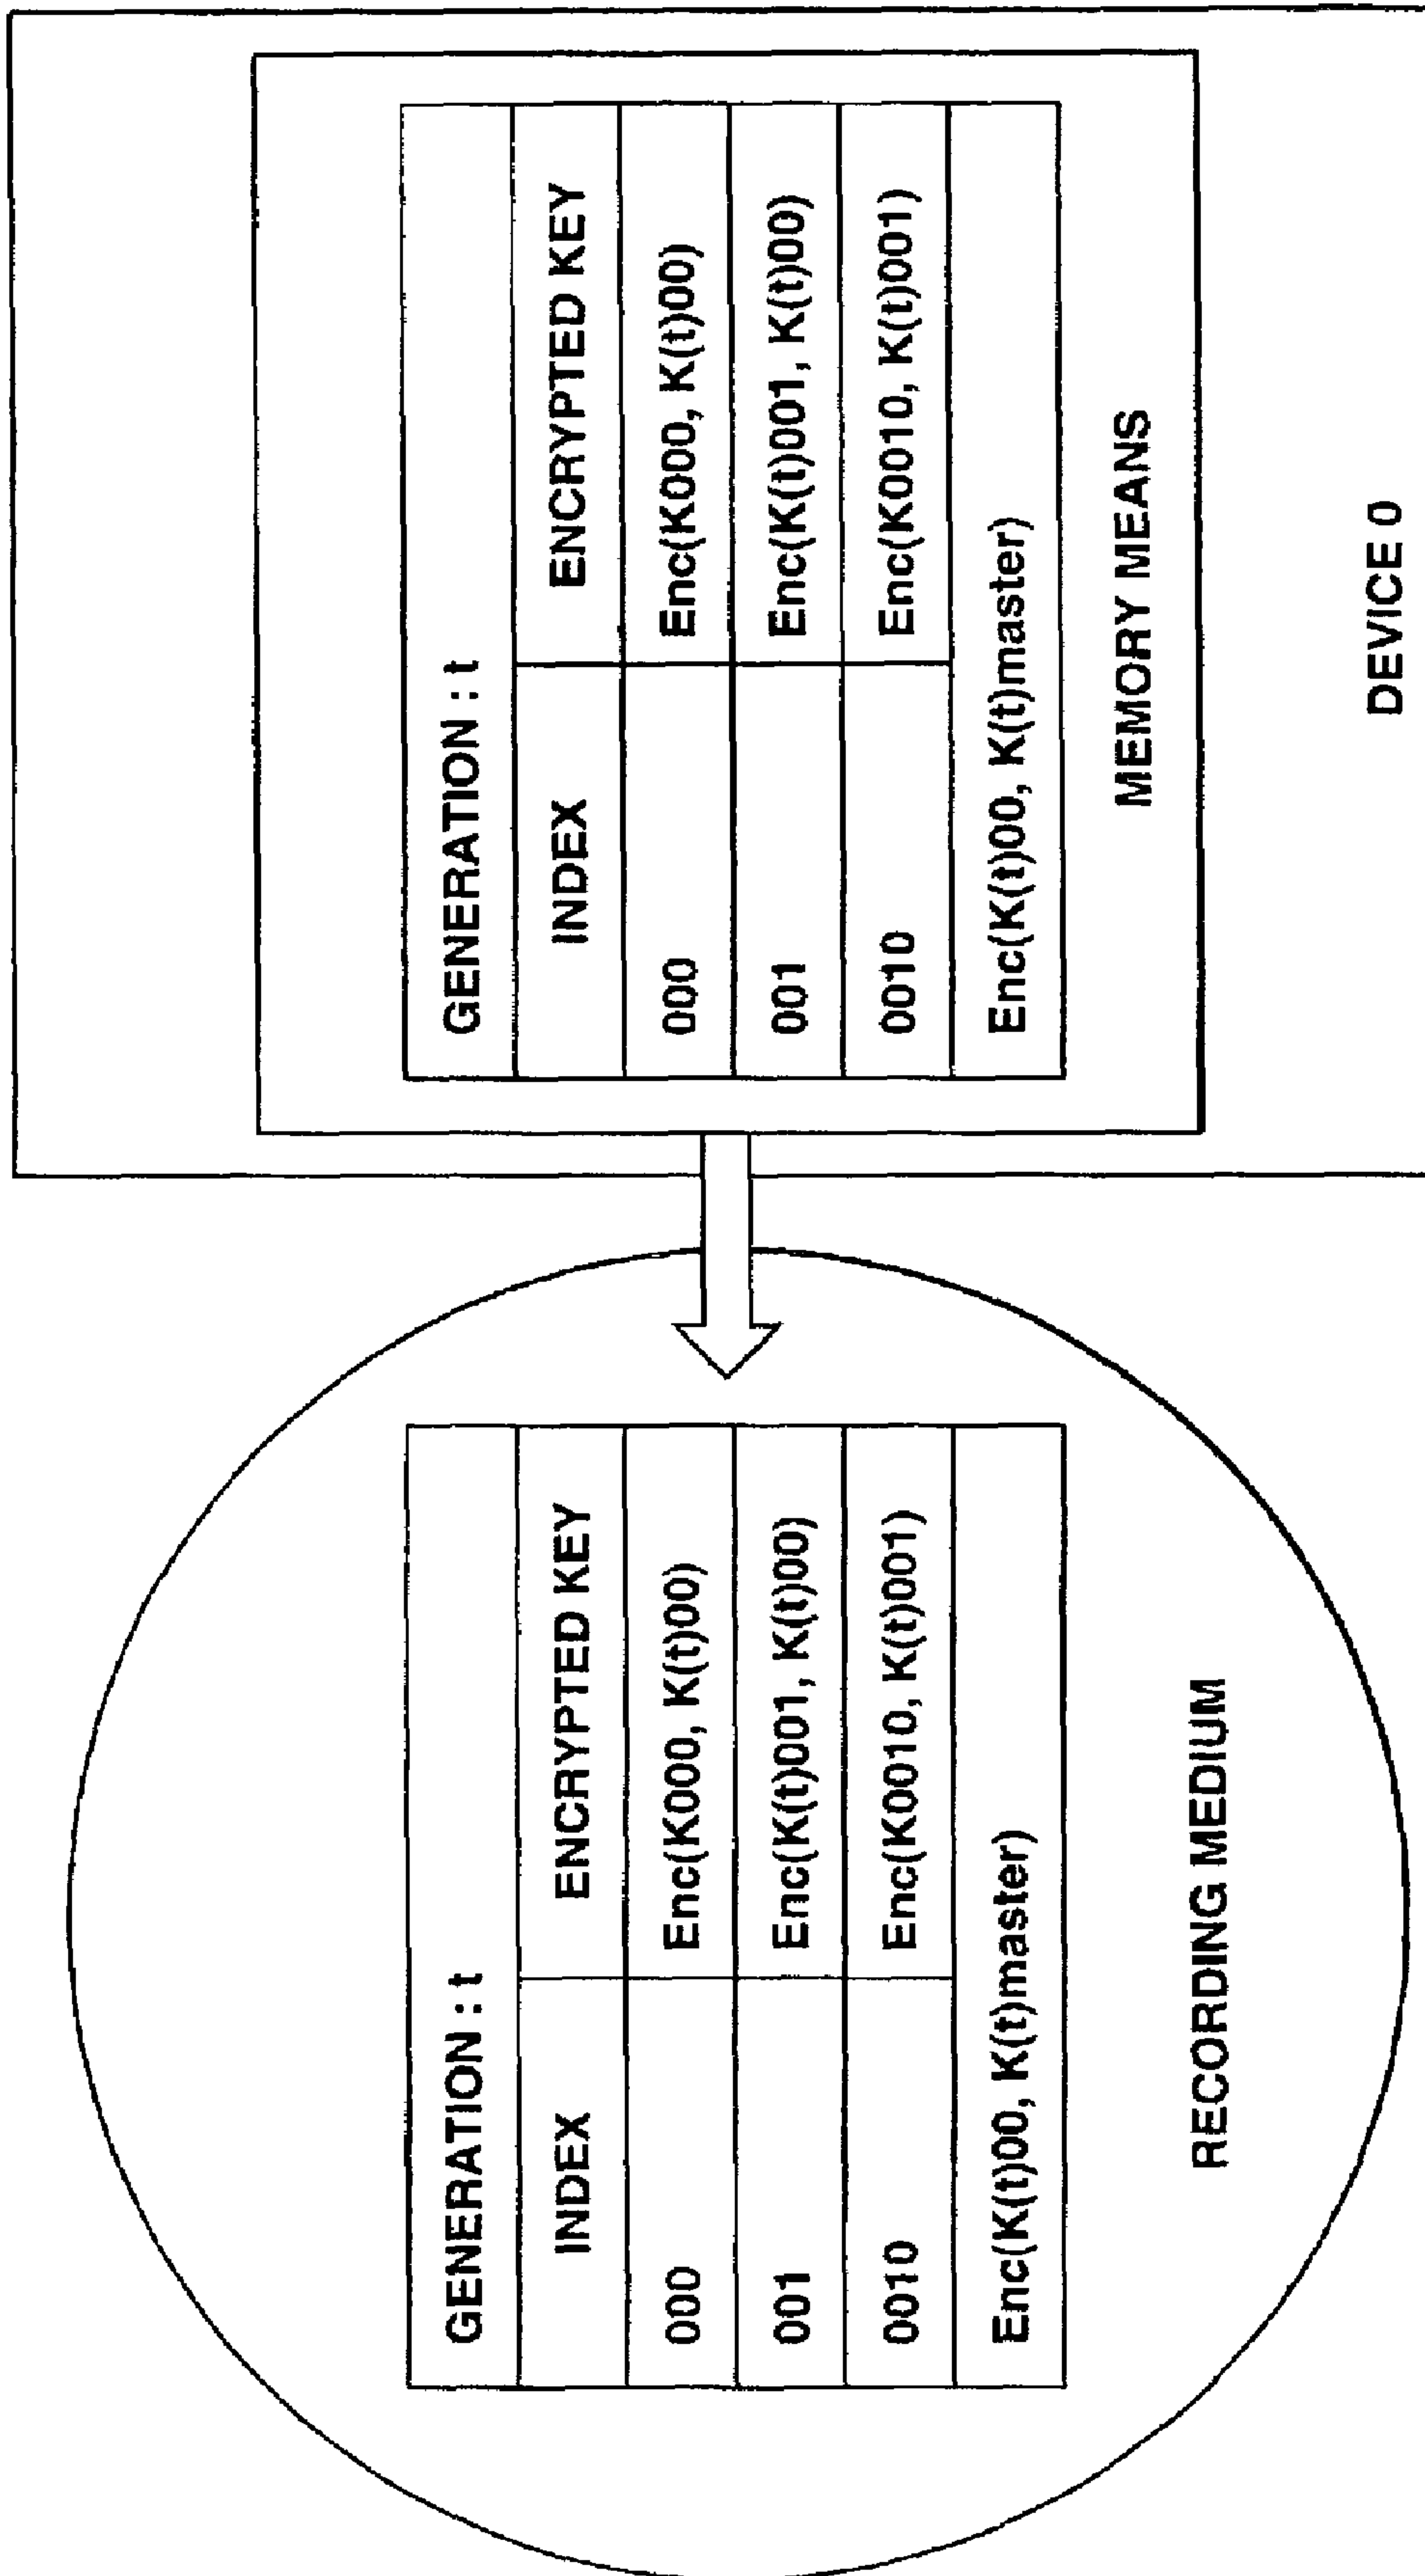 GENERATION : t
INDEX ENCRYPTED KEY
000 Enc(K000, K(t)00)
001 Enc(K(t)001, K(t)00)
0010 Enc(K0010, K(t)001)
Enc(K(t)00, K(t)master)
RECORDING MEDIUM
GENERATION : t
INDEX ENCRYPTED KEY
000 Enc(K000, K(t)00)
001 Enc(K(t)001, K(t)00)
0010 Enc(K0010, K(t)001)
Enc(K(t)00, K(t)master)
MEMORY MEANS
DEVICE 0